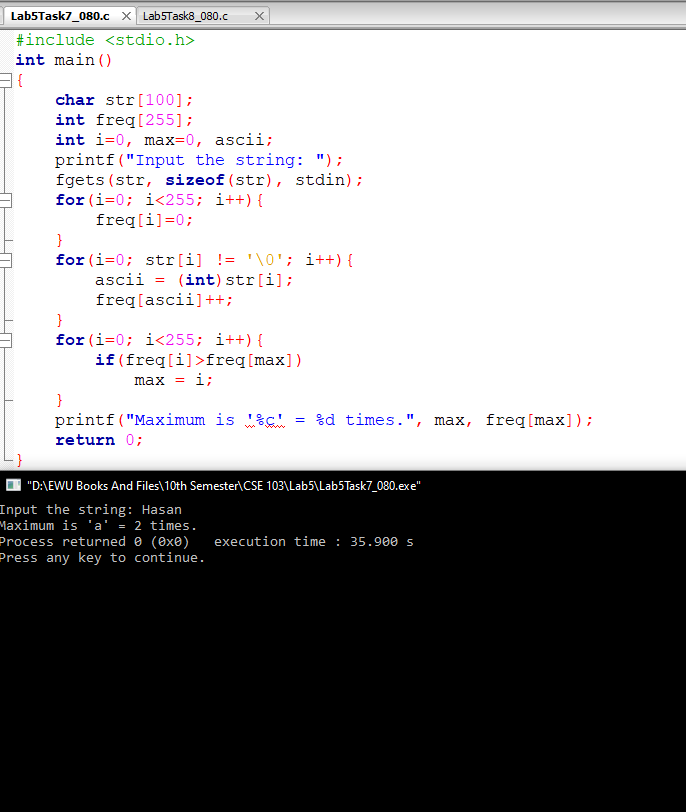 Lab5Task7_080.c × Lab5Task8_080.c ×
#include <stdio.h>
int main()
{
    char str[100];
    int freq[255];
    int i=0, max=0, ascii;
    printf("Input the string: ");
    fgets(str, sizeof(str), stdin);
    for(i=0; i<255; i++){
        freq[i]=0;
    }
    for(i=0; str[i] != '\0'; i++){
        ascii = (int)str[i];
        freq[ascii]++;
    }
    for(i=0; i<255; i++){
        if(freq[i]>freq[max])
            max = i;
    }
    printf("Maximum is '%c' = %d times.", max, freq[max]);
    return 0;
}
"D:\EWU Books And Files\10th Semester\CSE 103\Lab5\Lab5Task7_080.exe"
Input the string: Hasan
Maximum is 'a' = 2 times.
Process returned 0 (0x0)   execution time : 35.900 s
Press any key to continue.